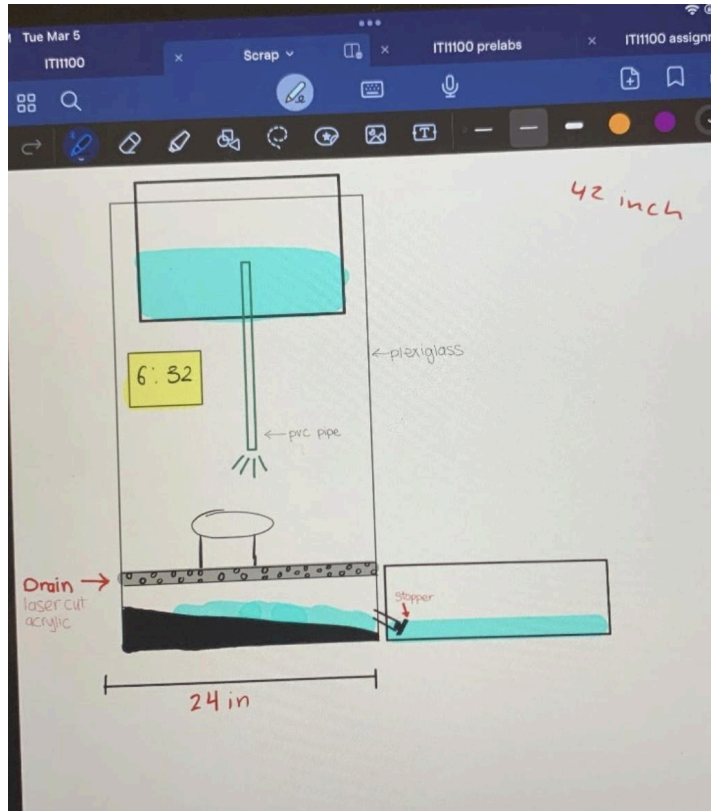 Tue Mar 5
ITI1100
Scrap
ITI1100 prelabs
ITI1100 assignm
T
42 inch
plexiglass
6:32
pvc pipe
Drain
laser cut
acrylic
stopper
24 in